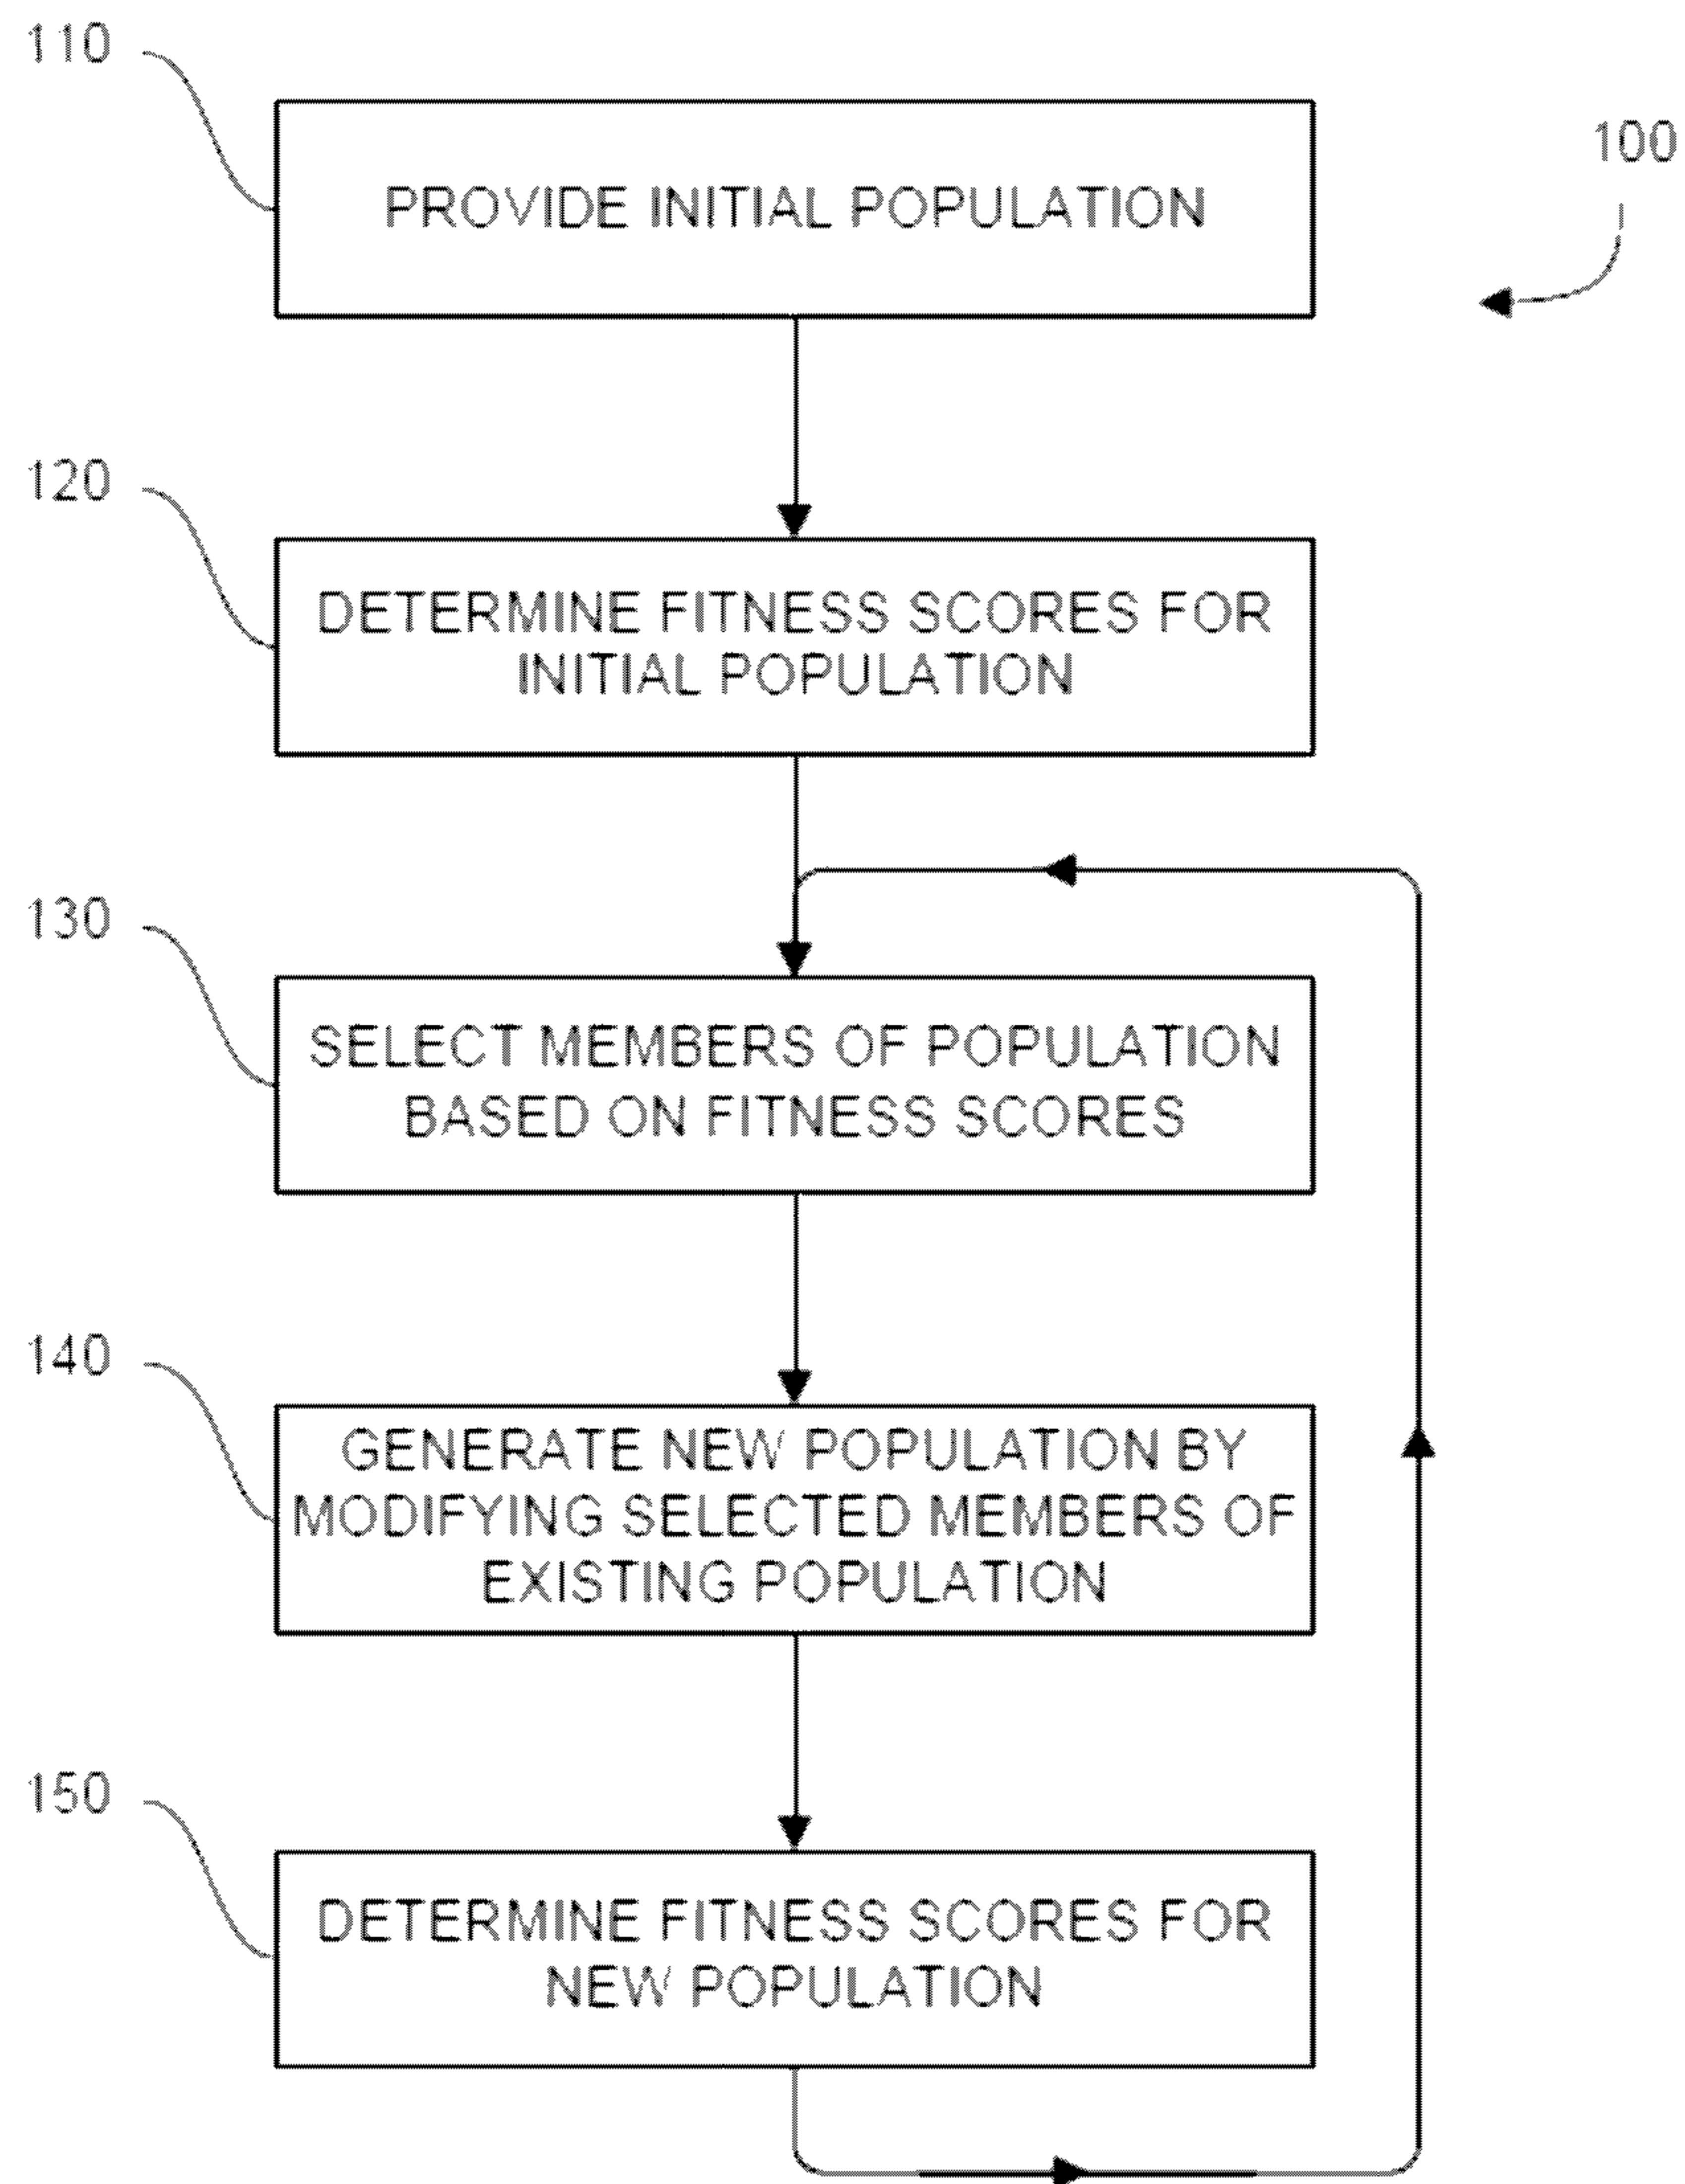 110
100
PROVIDE INITIAL POPULATION
120
DETERMINE FITNESS SCORES FOR
INITIAL POPULATION
130
SELECT MEMBERS OF POPULATION
BASED ON FITNESS SCORES
140
GENERATE NEW POPULATION BY
MODIFYING SELECTED MEMBERS OF
EXISTING POPULATION
150
DETERMINE FITNESS SCORES FOR
NEW POPULATION